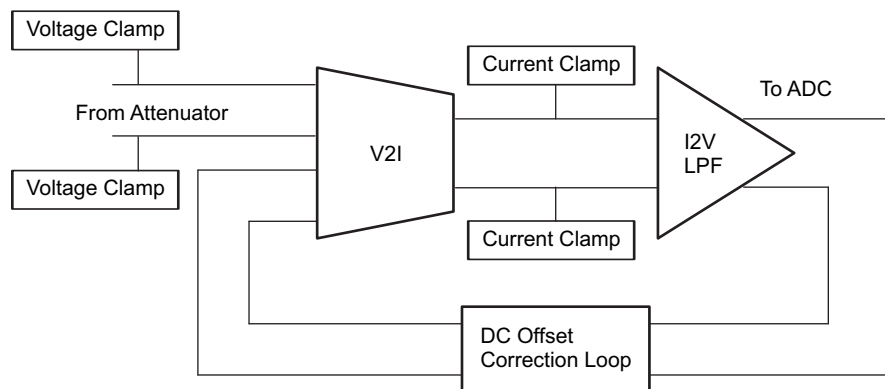 Voltage Clamp
From Attenuator
Voltage Clamp
V2I
Current Clamp
Current Clamp
I2V
LPF
To ADC
DC Offset
Correction Loop